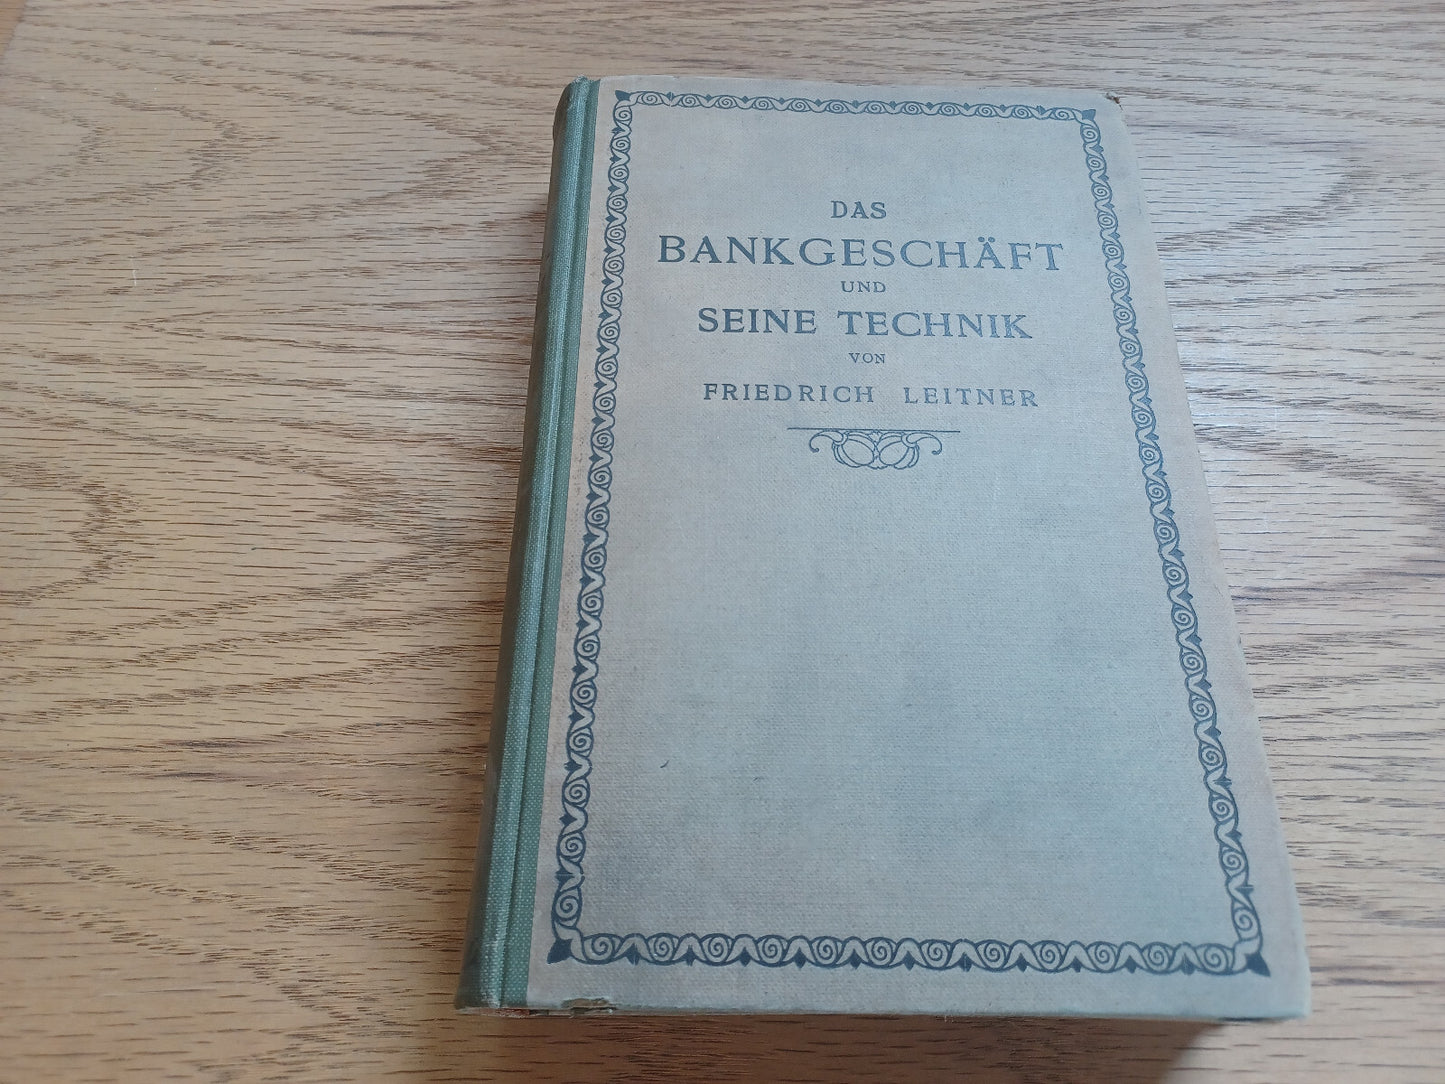 DAS
BANKGESCHÄFT
UND
SEINE TECHNIK
VON
FRIEDRICH LEITNER